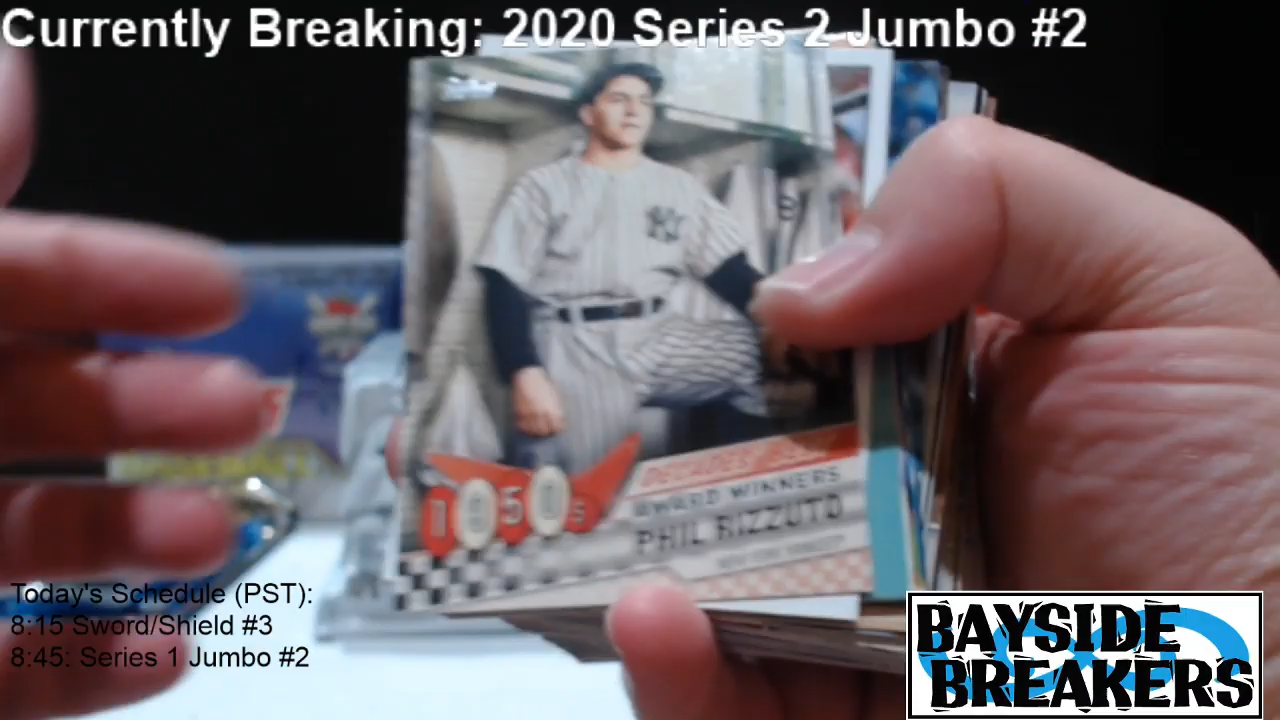 Currently Breaking: 2020 Series 2 Jumbo #2
1950s
AWARD WINNERS
PHIL RIZZUTO
Today's Schedule (PST):
8:15 Sword/Shield #3
8:45: Series 1 Jumbo #2
BAYSIDE
BREAKERS